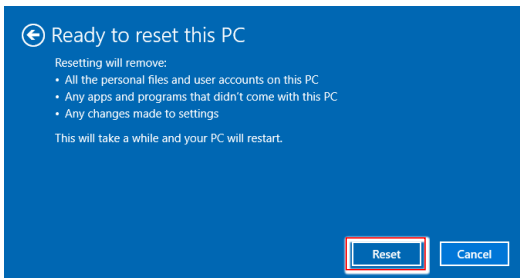 Ready to reset this PC
Resetting will remove:
• All the personal files and user accounts on this PC
• Any apps and programs that didn't come with this PC
• Any changes made to settings
This will take a while and your PC will restart.
Reset
Cancel